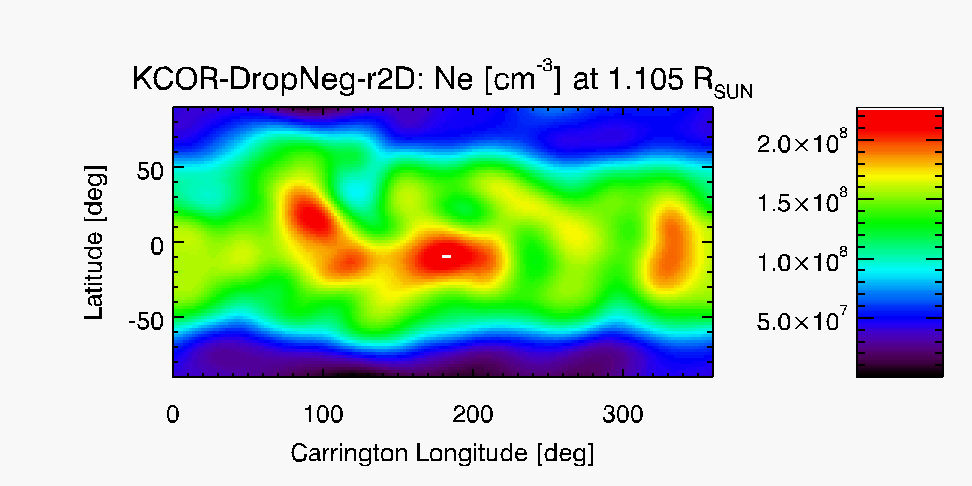 KCOR-DropNeg-r2D: Ne [cm⁻³] at 1.105 R_SUN
2.0×10⁸
1.5×10⁸
1.0×10⁸
5.0×10⁷
50
0
-50
Latitude [deg]
0 100 200 300
Carrington Longitude [deg]